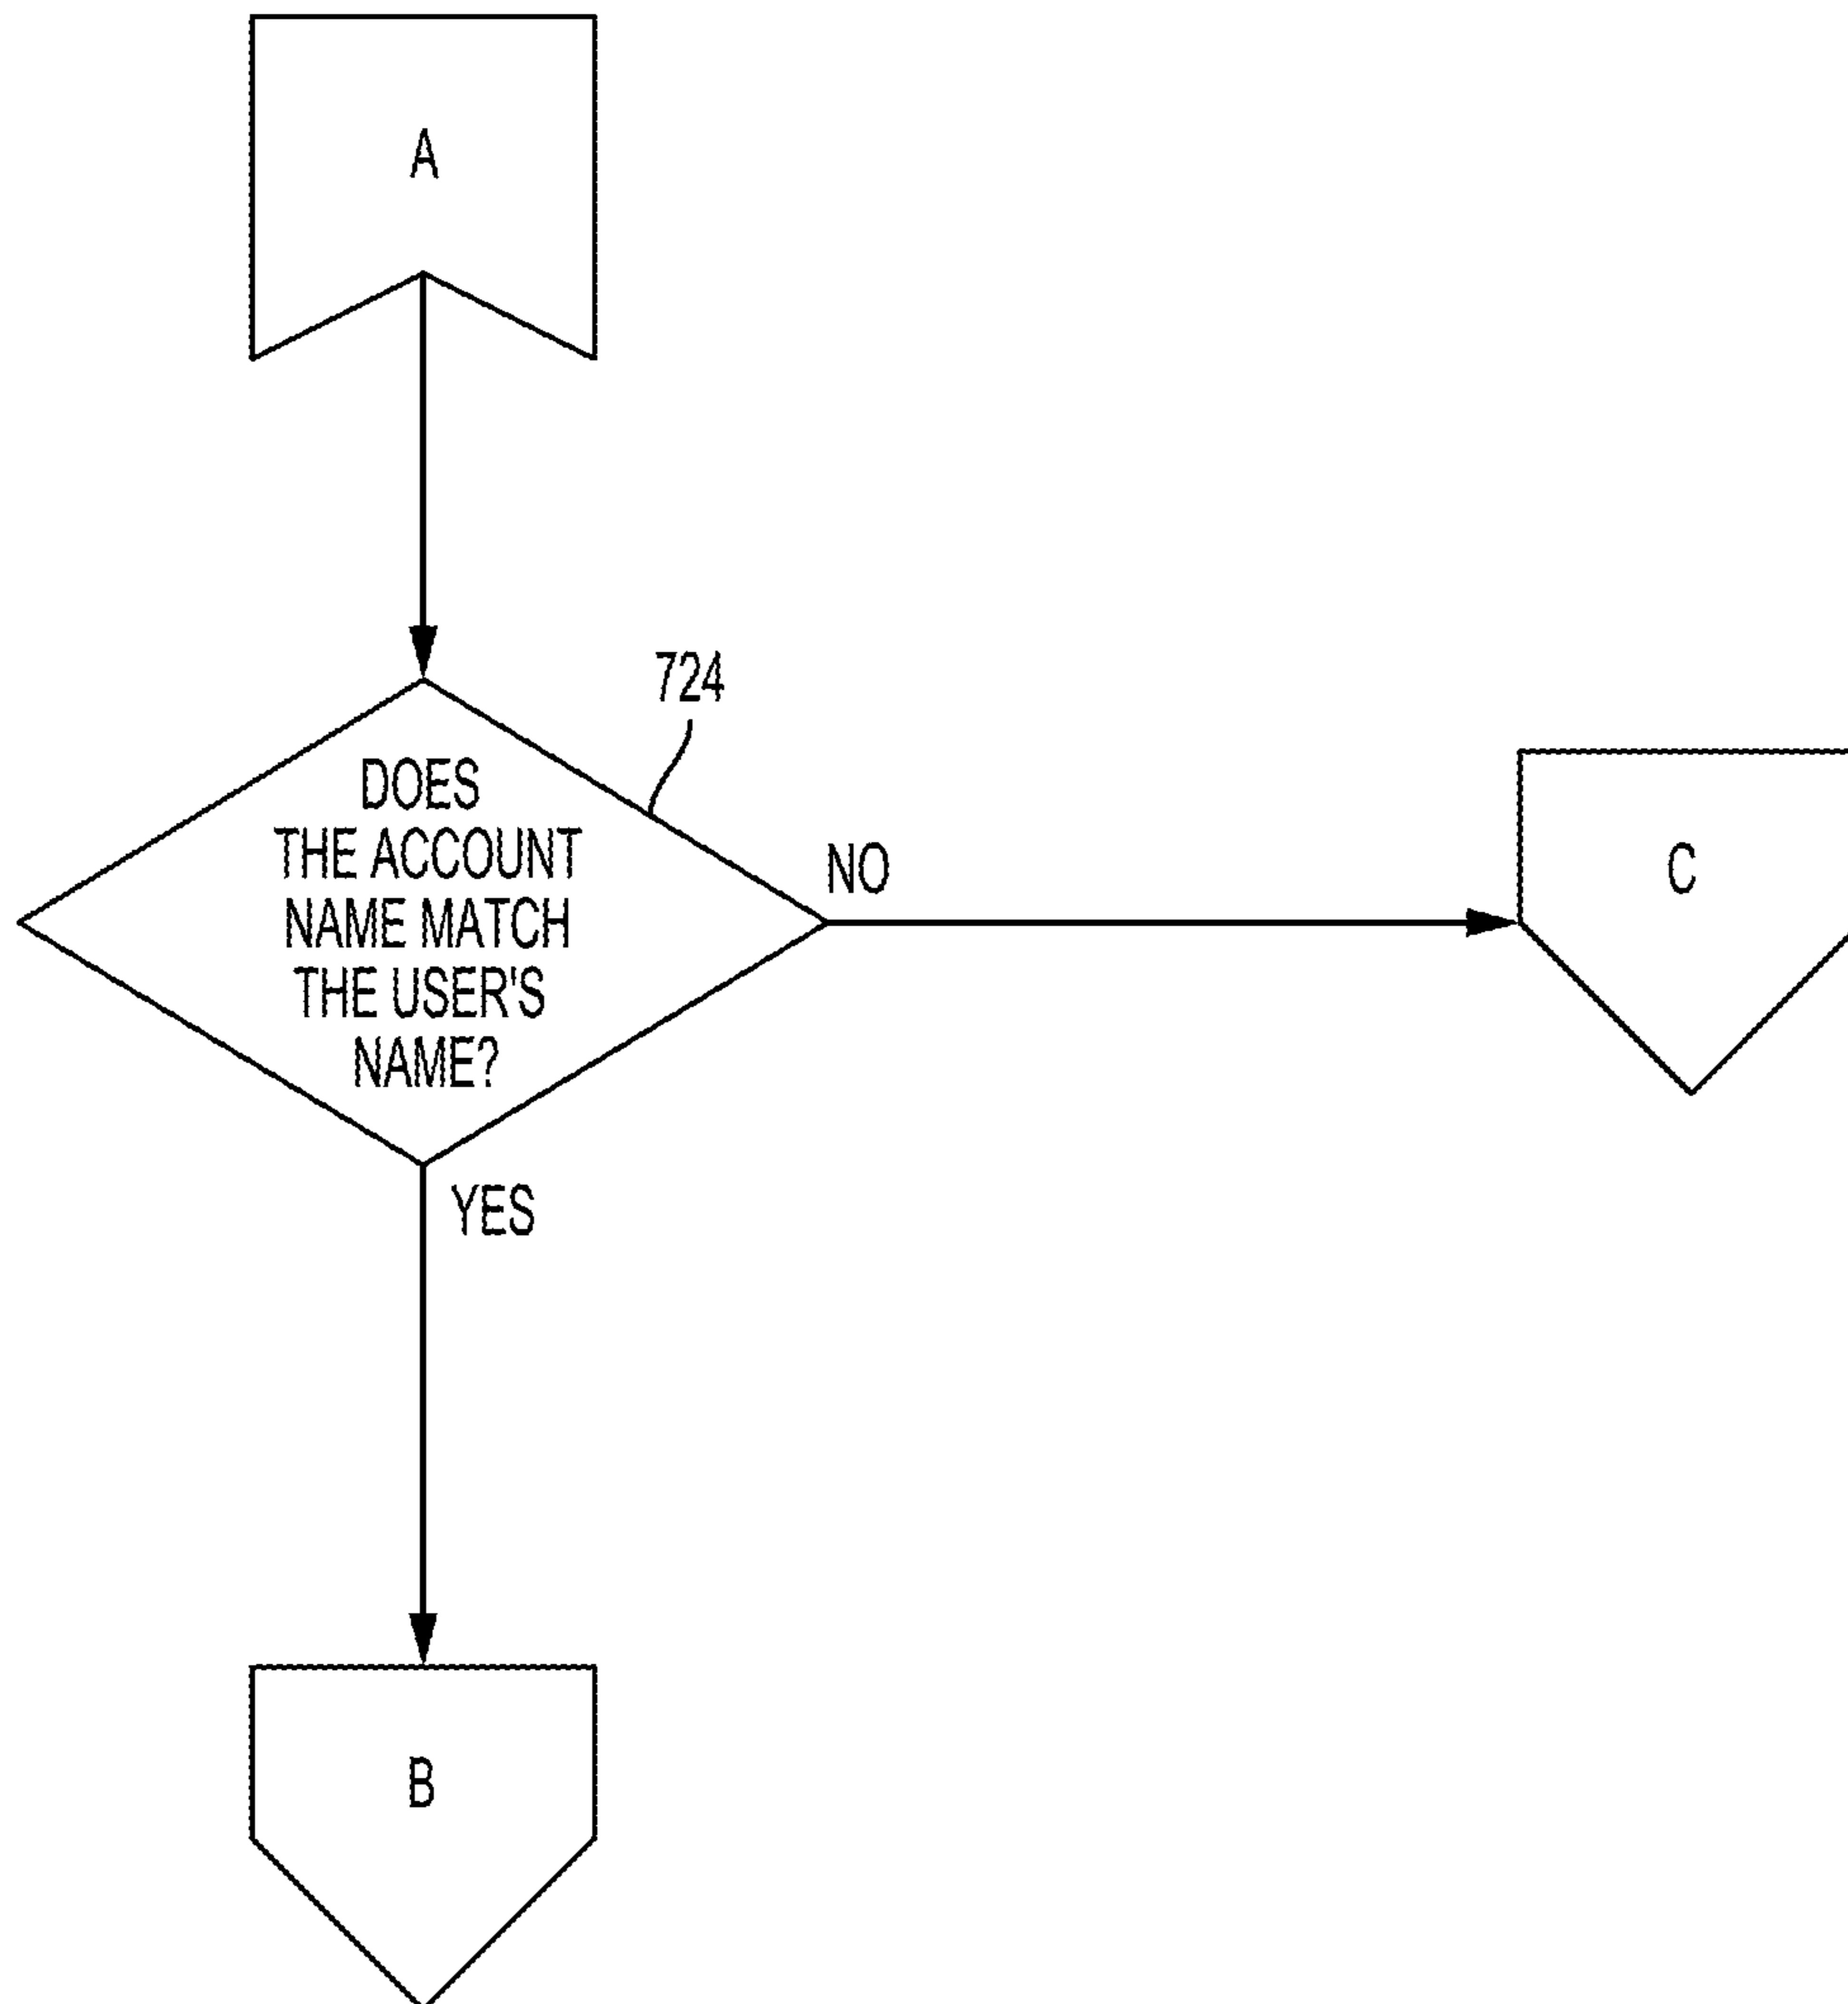 A
724
DOES
THE ACCOUNT
NAME MATCH
THE USER'S
NAME?
NO
C
YES
B